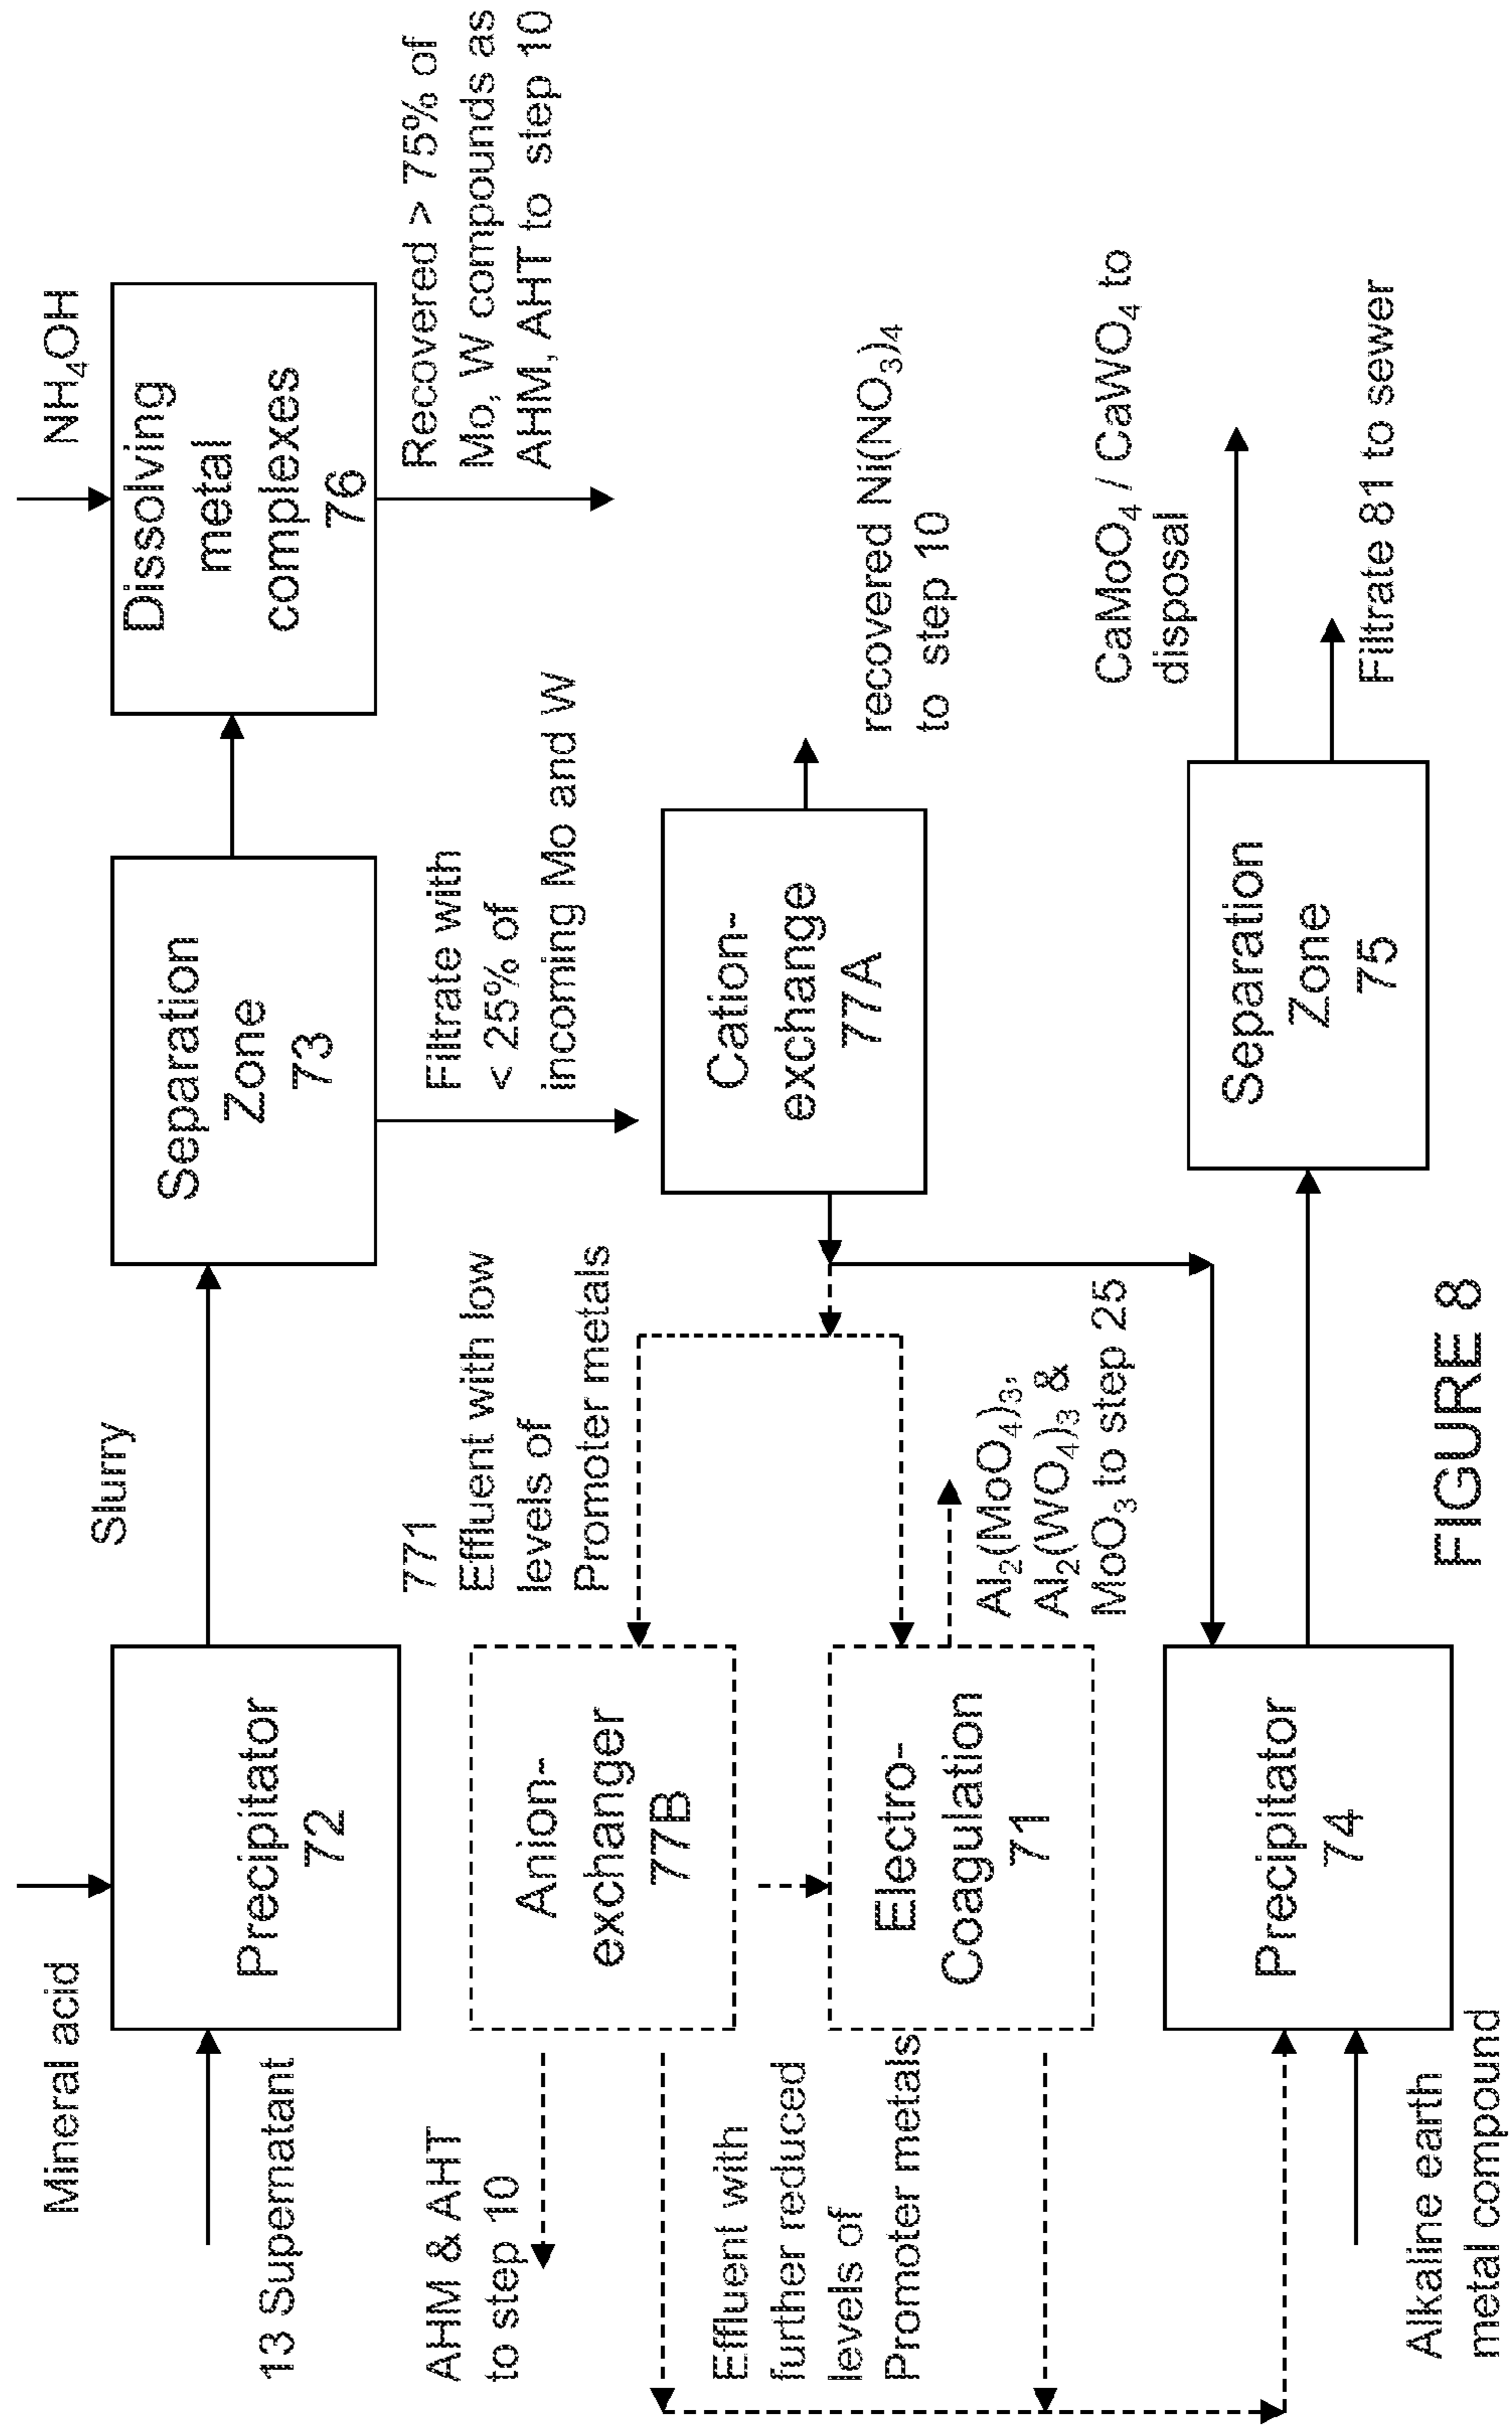 Mineral acid
13 Supernatant
Precipitator
72
Slurry
Separation
Zone
73
NH4OH
Dissolving
metal
complexes
76
Recovered > 75% of
Mo, W compounds as
AHM, AHT to step 10
Filtrate with
< 25% of
incoming Mo and W
771
Effluent with low
levels of
Promoter metals
AHM & AHT
to step 10
Anion-
exchanger
77B
Cation-
exchange
77A
recovered Ni(NO3)4
to step 10
Effluent with
further reduced
levels of
Promoter metals
Electro-
Coagulation
71
Al2(MoO4)3,
Al2(WO4)3 &
MoO3 to step 25
Precipitator
74
Alkaline earth
metal compound
Separation
Zone
75
CaMoO4 / CaWO4 to
disposal
Filtrate 81 to sewer
FIGURE 8